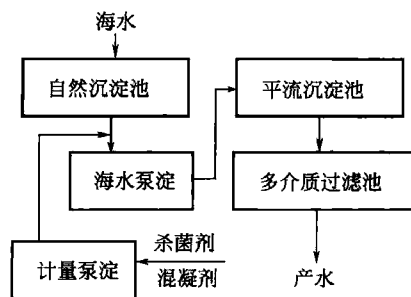 海水
自然沉淀池
平流沉淀池
海水泵淀
多介质过滤池
杀菌剂
混凝剂
计量泵淀
产水